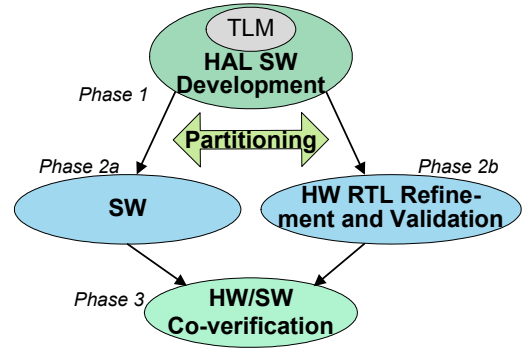 TLM
HAL SW
Development
Phase 1
Partitioning
Phase 2a
Phase 2b
SW
HW RTL Refine-
ment and Validation
Phase 3
HW/SW
Co-verification